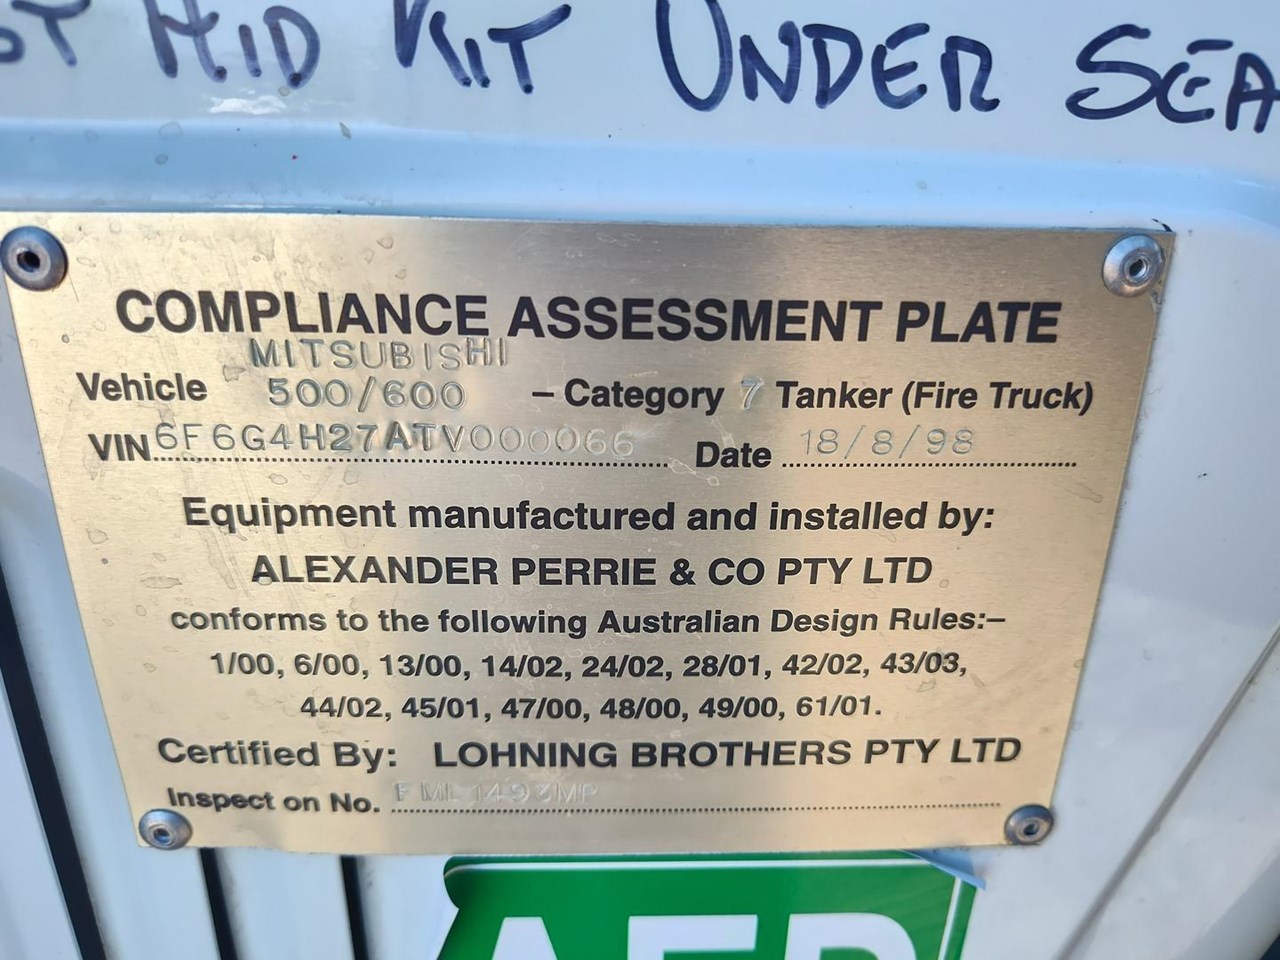 ST AID KIT UNDER SEA
COMPLIANCE ASSESSMENT PLATE
MITSUBISHI
Vehicle 500/600 – Category 7 Tanker (Fire Truck)
VIN 6F6G4H27ATV000066 Date 18/8/98
Equipment manufactured and installed by:
ALEXANDER PERRIE & CO PTY LTD
conforms to the following Australian Design Rules:–
1/00, 6/00, 13/00, 14/02, 24/02, 28/01, 42/02, 43/03,
44/02, 45/01, 47/00, 48/00, 49/00, 61/01.
Certified By: LOHNING BROTHERS PTY LTD
Inspect on No.
AED